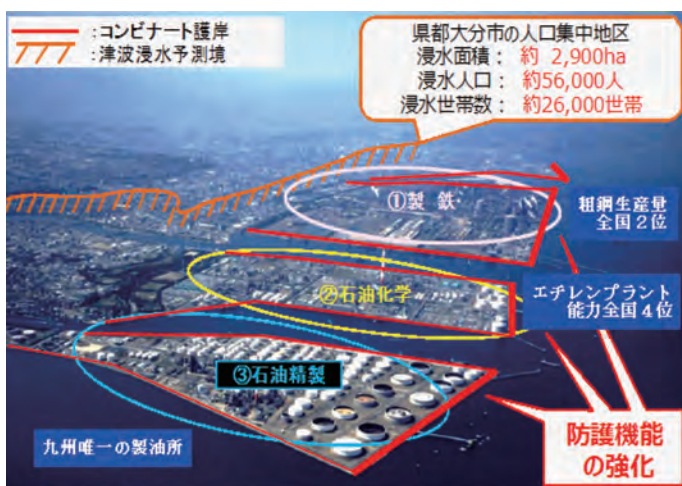 :コンビナート護岸
:津波浸水予測境
県都大分市の人口集中地区
浸水面積: 約 2,900ha
浸水人口: 約56,000人
浸水世帯数: 約26,000世帯
①製 鉄
粗鋼生産量
全国2位
②石油化学
エチレンプラント
能力全国4位
③石油精製
九州唯一の製油所
防護機能
の強化